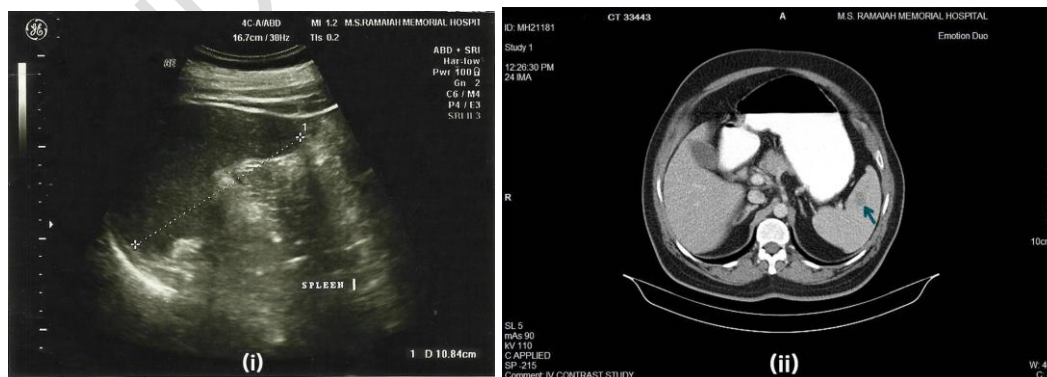 GE
4C-A/ABD
MI 1.2
M.S.RAMAIAH MEMORIAL HOSPIT
16.7cm / 38Hz
TIs 0.2
ABD + SRI
Har-low
Pwr 100
Gn 2
C6 / M4
P4 / E3
SRI II 3
1
SPLEEN
1 D 10.84cm
(i)
CT 33443
A
M.S. RAMAIAH MEMORIAL HOSPITAL
ID: MH21181
Emotion Duo
Study 1
12:26:30 PM
24 IMA
R
10cm
SL 5
mAs 90
kV 110
C APPLIED
SP -215
W: 4
Comment: IV CONTRAST STUDY
C:
(ii)